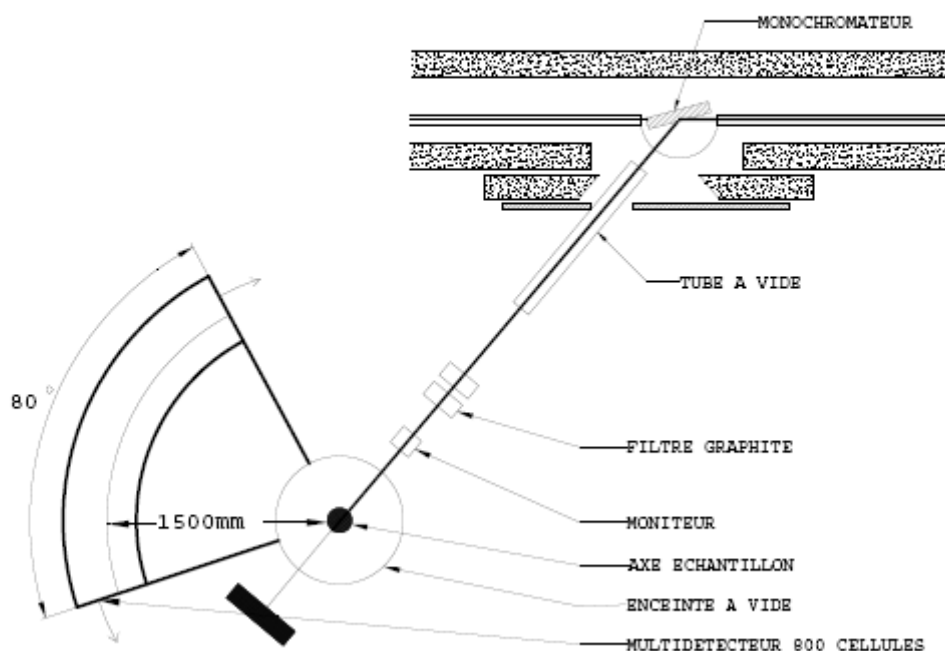 MONOCHROMATEUR
TUBE A VIDE
80 °
FILTRE GRAPHITE
1500mm
MONITEUR
AXE ECHANTILLON
ENCEINTE A VIDE
MULTIDETECTEUR 800 CELLULES